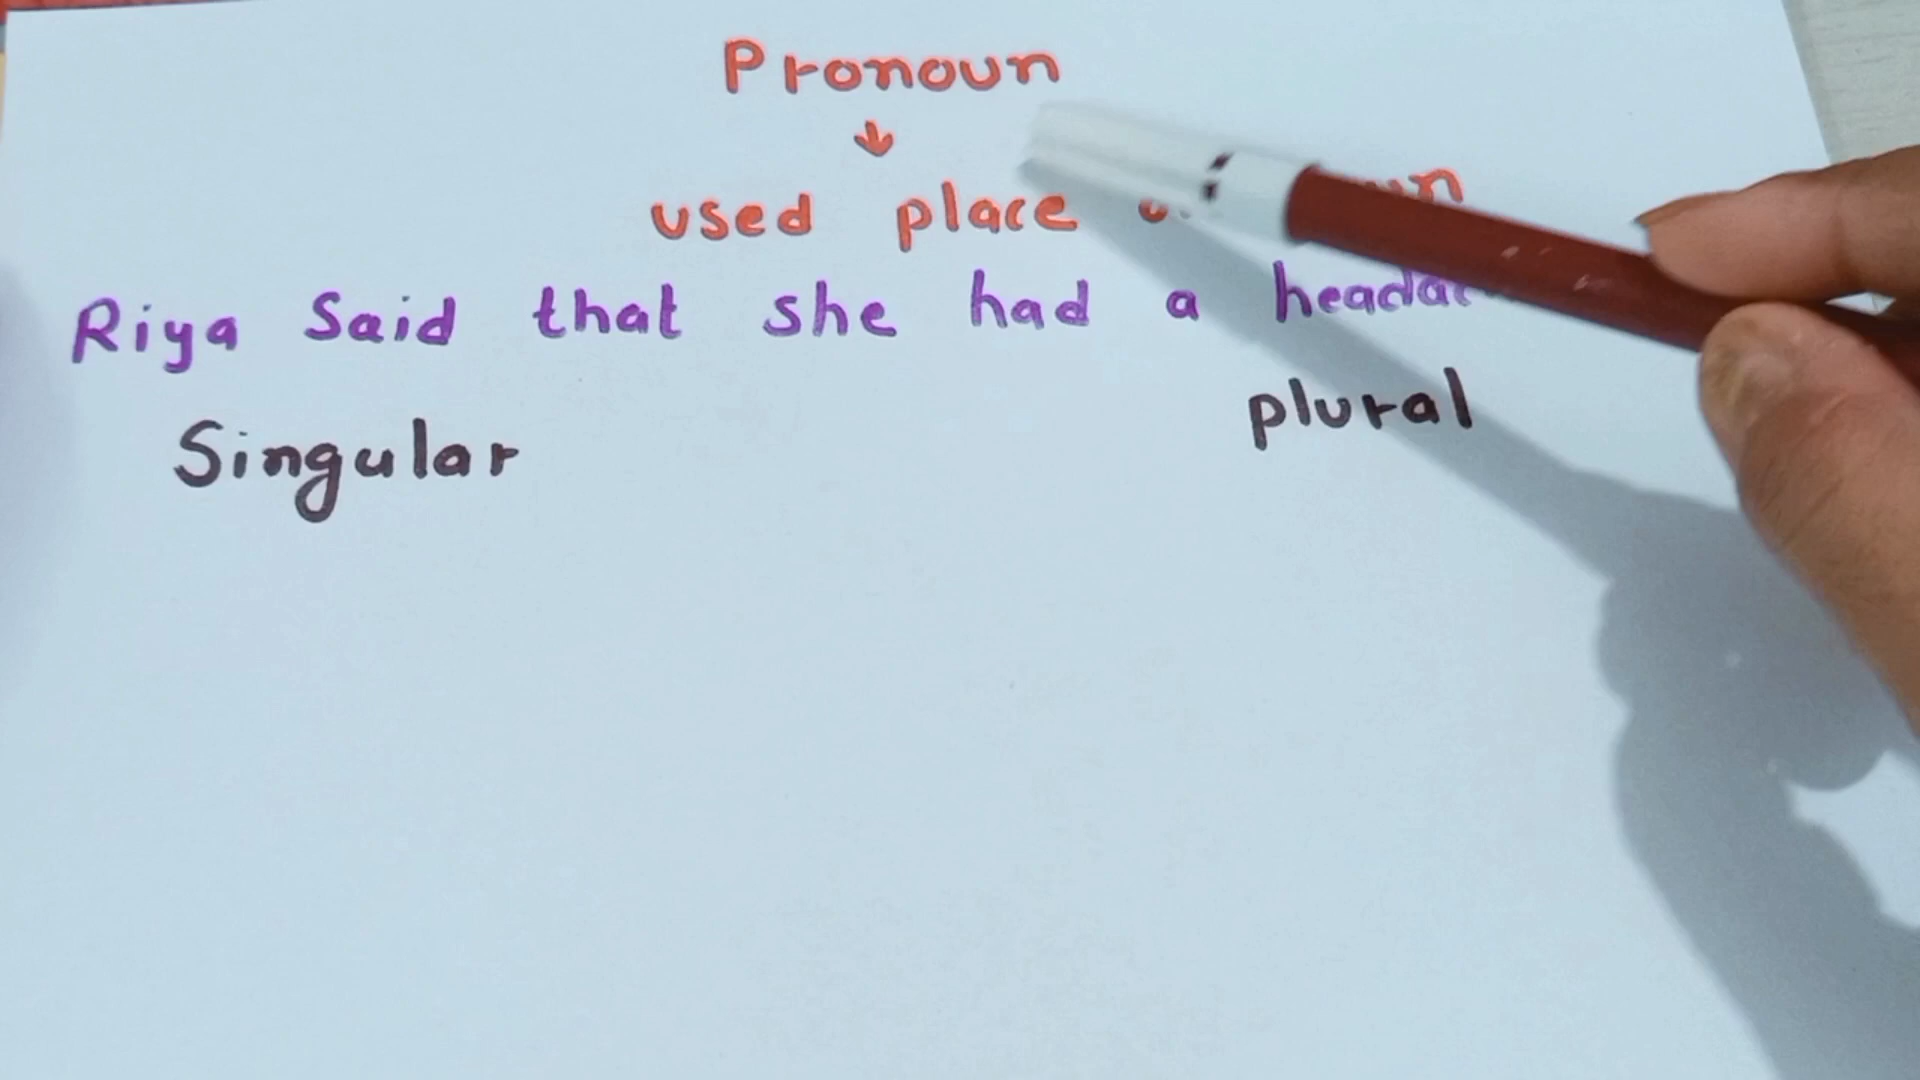 Pronoun
↓
used place
Riya Said that she had a
Singular plural